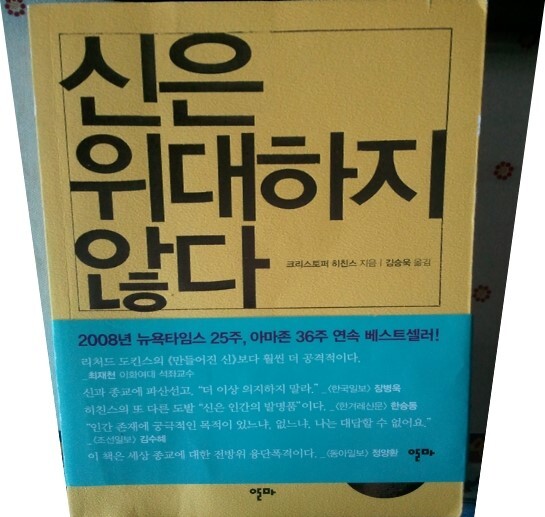 신은
위대하지
않다
크리스토퍼 히친스 지음 | 김승욱 옮김
2008년 뉴욕타임스 25주, 아마존 36주 연속 베스트셀러!
리처드 도킨스의 《만들어진 신》보다 훨씬 더 공격적이다.
_최재천 이화여대 석좌교수
신과 종교에 파산선고, “더 이상 의지하지 말라.” _〈한국일보〉 장병욱
히친스의 또 다른 도발 “신은 인간의 발명품”이다. _〈한겨레신문〉 한승동
“인간 존재에 궁극적인 목적이 있느냐, 없느냐, 나는 대답할 수 없어요.”
_〈조선일보〉 김수혜
이 책은 세상 종교에 대한 전방위 융단폭격이다. _〈동아일보〉 정양환
알마
알마